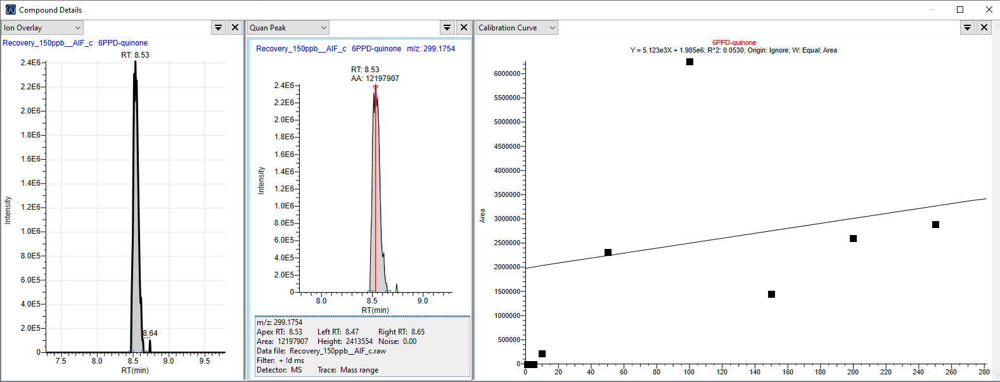 Compound Details
Ion Overlay
Recovery_150ppb__AIF_c 6PPD-quinone
RT: 8.53
2.4E6
2.2E6
2.0E6
1.8E6
1.6E6
1.4E6
1.2E6
1.0E6
8.0E5
6.0E5
4.0E5
2.0E5
0
Intensity
8.64
7.5 8.0 8.5 9.0 9.5
RT(min)
Quan Peak
Recovery_150ppb__AIF_c 6PPD-quinone m/z: 299.1754
RT: 8.53
AA: 12197907
2.4E6
2.2E6
2.0E6
1.8E6
1.6E6
1.4E6
1.2E6
1.0E6
8.0E5
6.0E5
4.0E5
2.0E5
0
Intensity
8.0 8.5 9.0
RT(min)
m/z: 299.1754
Apex RT: 8.53 Left RT: 8.47 Right RT: 8.65
Area: 12197907 Height: 2413554 Noise: 0.00
Data file: Recovery_150ppb__AIF_c.raw
Filter: + !d ms
Detector: MS Trace: Mass range
Calibration Curve
6PPD-quinone
Y = 5.123e3X + 1.985e6; R^2: 0.0530; Origin: Ignore; W: Equal; Area
6000000
5500000
5000000
4500000
4000000
3500000
3000000
2500000
2000000
1500000
1000000
500000
0
Area
0 20 40 60 80 100 120 140 160 180 200 220 240 260 280